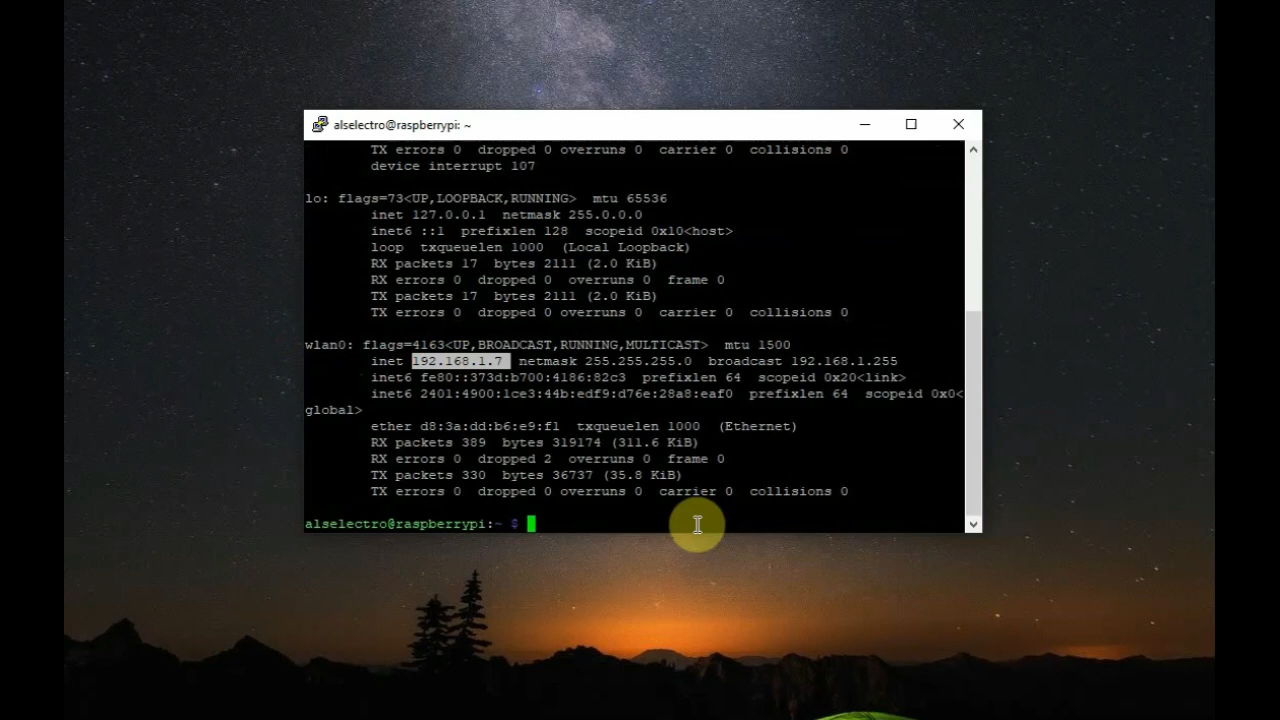 alselectro@raspberrypi: ~
TX errors 0  dropped 0 overruns 0  carrier 0  collisions 0
device interrupt 107
lo: flags=73<UP,LOOPBACK,RUNNING>  mtu 65536
inet 127.0.0.1  netmask 255.0.0.0
inet6 ::1  prefixlen 128  scopeid 0x10<host>
loop  txqueuelen 1000  (Local Loopback)
RX packets 17  bytes 2111 (2.0 KiB)
RX errors 0  dropped 0  overruns 0  frame 0
TX packets 17  bytes 2111 (2.0 KiB)
TX errors 0  dropped 0 overruns 0  carrier 0  collisions 0
wlan0: flags=4163<UP,BROADCAST,RUNNING,MULTICAST>  mtu 1500
inet 192.168.1.7  netmask 255.255.255.0  broadcast 192.168.1.255
inet6 fe80::373d:b700:4186:82c3  prefixlen 64  scopeid 0x20<link>
inet6 2401:4900:1ce3:44b:edf9:d76e:28a8:eaf0  prefixlen 64  scopeid 0x0<
global>
ether d8:3a:dd:b6:e9:f1  txqueuelen 1000  (Ethernet)
RX packets 389  bytes 319174 (311.6 KiB)
RX errors 0  dropped 2  overruns 0  frame 0
TX packets 330  bytes 36737 (35.8 KiB)
TX errors 0  dropped 0 overruns 0  carrier 0  collisions 0
alselectro@raspberrypi:~ $